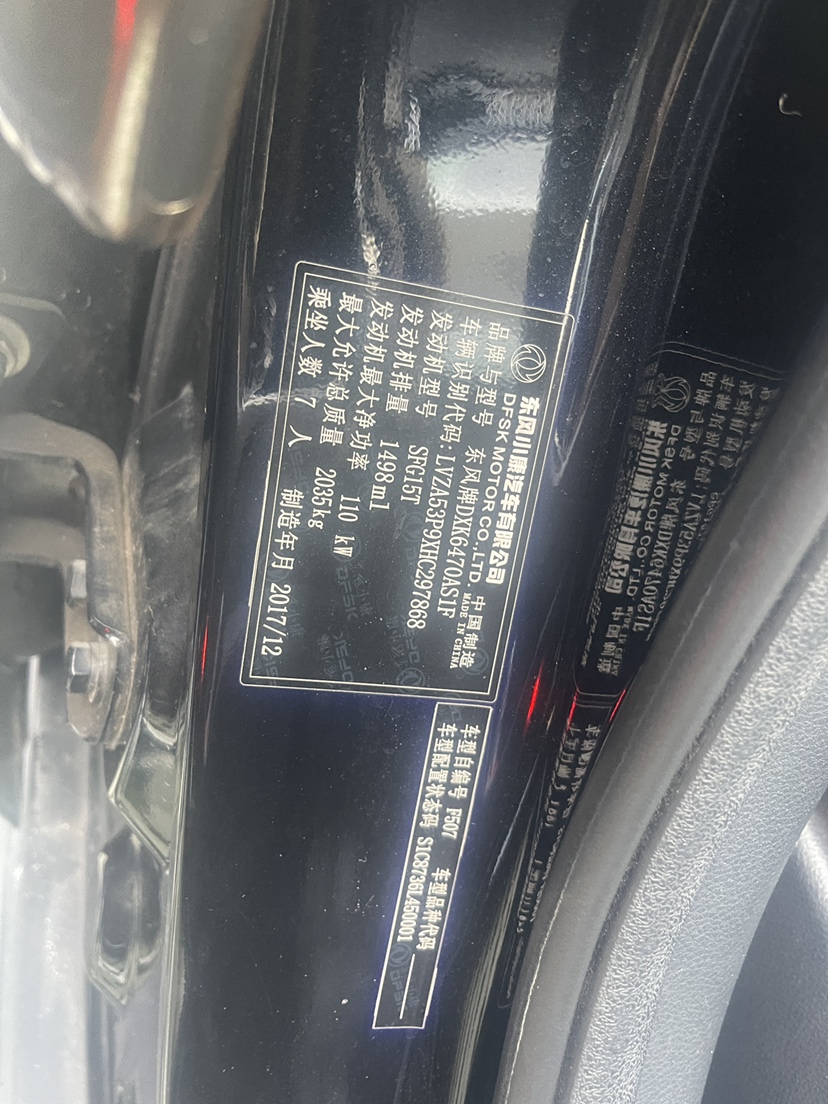 东风小康汽车有限公司 中国制造
DFSK MOTOR CO.,LTD. MADE IN CHINA
品牌与型号 东风牌DXK6470AS1F
车辆识别代码: LVZA53P9XHC297868
发动机型号 SFG15T
发动机排量 1498ml
发动机最大净功率 110 kW
最大允许总质量 2035kg
乘坐人数 7 人 制造年月 2017/12
车型自编号 F507 车型品种代码
车型配置状态码 S1C8736L450001